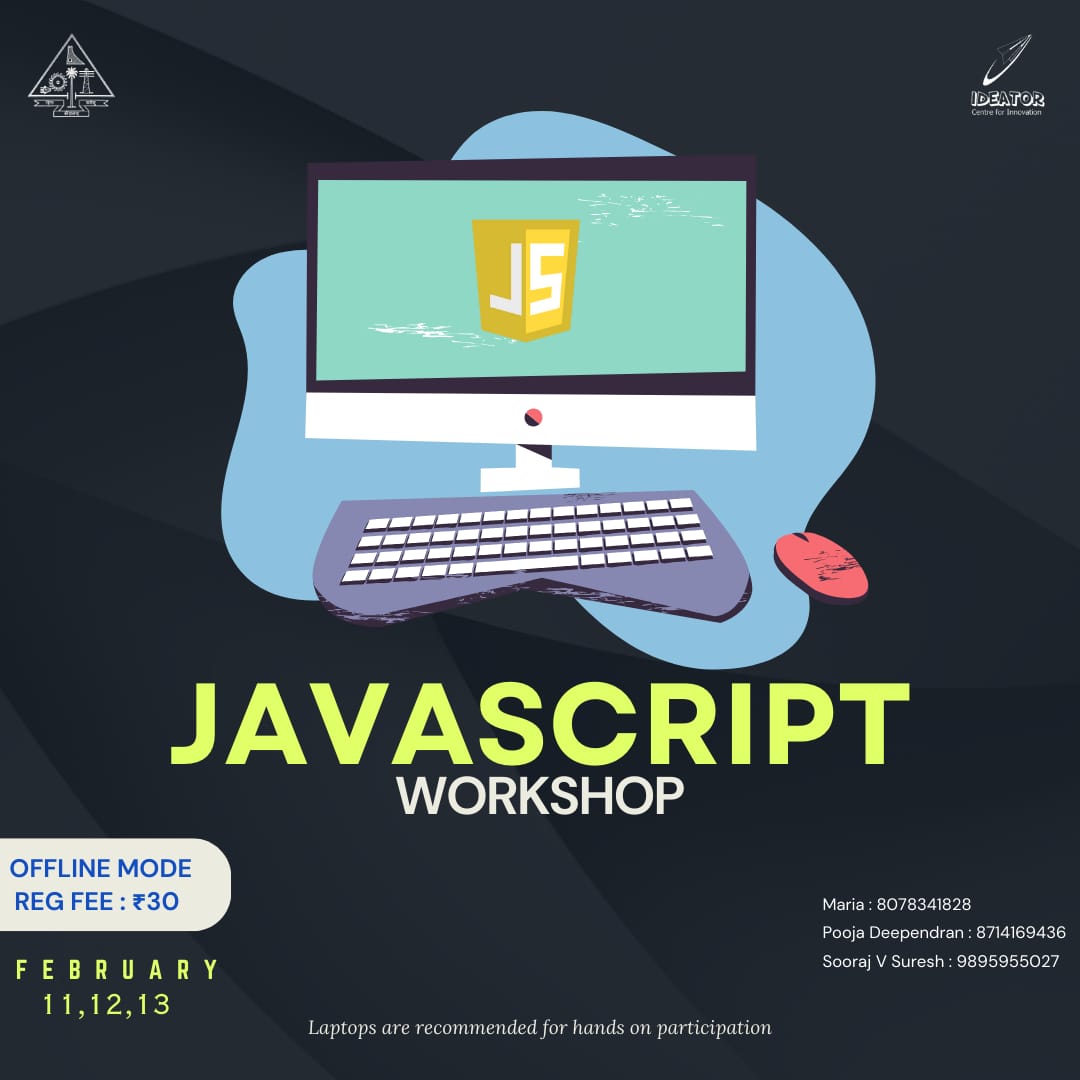 IDEATOR
Centre for Innovation
JS
JAVASCRIPT
WORKSHOP
OFFLINE MODE
REG FEE : ₹30
FEBRUARY
11,12,13
Maria : 8078341828
Pooja Deependran : 8714169436
Sooraj V Suresh : 9895955027
Laptops are recommended for hands on participation